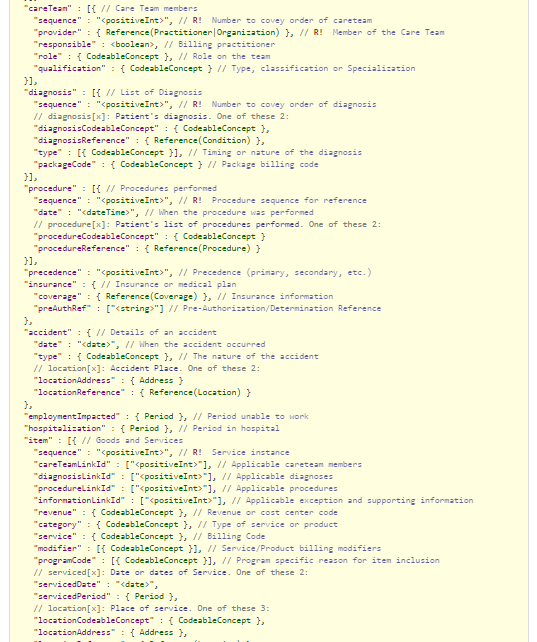 "careTeam" : [{ // Care Team members
"sequence" : "<positiveInt>", // R!  Number to covey order of careteam
"provider" : { Reference(Practitioner|Organization) }, // R!  Member of the Care Team
"responsible" : <boolean>, // Billing practitioner
"role" : { CodeableConcept }, // Role on the team
"qualification" : { CodeableConcept } // Type, classification or Specialization
}],
"diagnosis" : [{ // List of Diagnosis
"sequence" : "<positiveInt>", // R!  Number to covey order of diagnosis
// diagnosis[x]: Patient's diagnosis. One of these 2:
"diagnosisCodeableConcept" : { CodeableConcept },
"diagnosisReference" : { Reference(Condition) },
"type" : [{ CodeableConcept }], // Timing or nature of the diagnosis
"packageCode" : { CodeableConcept } // Package billing code
}],
"procedure" : [{ // Procedures performed
"sequence" : "<positiveInt>", // R!  Procedure sequence for reference
"date" : "<dateTime>", // When the procedure was performed
// procedure[x]: Patient's list of procedures performed. One of these 2:
"procedureCodeableConcept" : { CodeableConcept }
"procedureReference" : { Reference(Procedure) }
}],
"precedence" : "<positiveInt>", // Precedence (primary, secondary, etc.)
"insurance" : { // Insurance or medical plan
"coverage" : { Reference(Coverage) }, // Insurance information
"preAuthRef" : ["<string>"] // Pre-Authorization/Determination Reference
},
"accident" : { // Details of an accident
"date" : "<date>", // When the accident occurred
"type" : { CodeableConcept }, // The nature of the accident
// location[x]: Accident Place. One of these 2:
"locationAddress" : { Address }
"locationReference" : { Reference(Location) }
},
"employmentImpacted" : { Period }, // Period unable to work
"hospitalization" : { Period }, // Period in hospital
"item" : [{ // Goods and Services
"sequence" : "<positiveInt>", // R!  Service instance
"careTeamLinkId" : ["<positiveInt>"], // Applicable careteam members
"diagnosisLinkId" : ["<positiveInt>"], // Applicable diagnoses
"procedureLinkId" : ["<positiveInt>"], // Applicable procedures
"informationLinkId" : ["<positiveInt>"], // Applicable exception and supporting information
"revenue" : { CodeableConcept }, // Revenue or cost center code
"category" : { CodeableConcept }, // Type of service or product
"service" : { CodeableConcept }, // Billing Code
"modifier" : [{ CodeableConcept }], // Service/Product billing modifiers
"programCode" : [{ CodeableConcept }], // Program specific reason for item inclusion
// serviced[x]: Date or dates of Service. One of these 2:
"servicedDate" : "<date>",
"servicedPeriod" : { Period },
// location[x]: Place of service. One of these 3:
"locationCodeableConcept" : { CodeableConcept },
"locationAddress" : { Address },